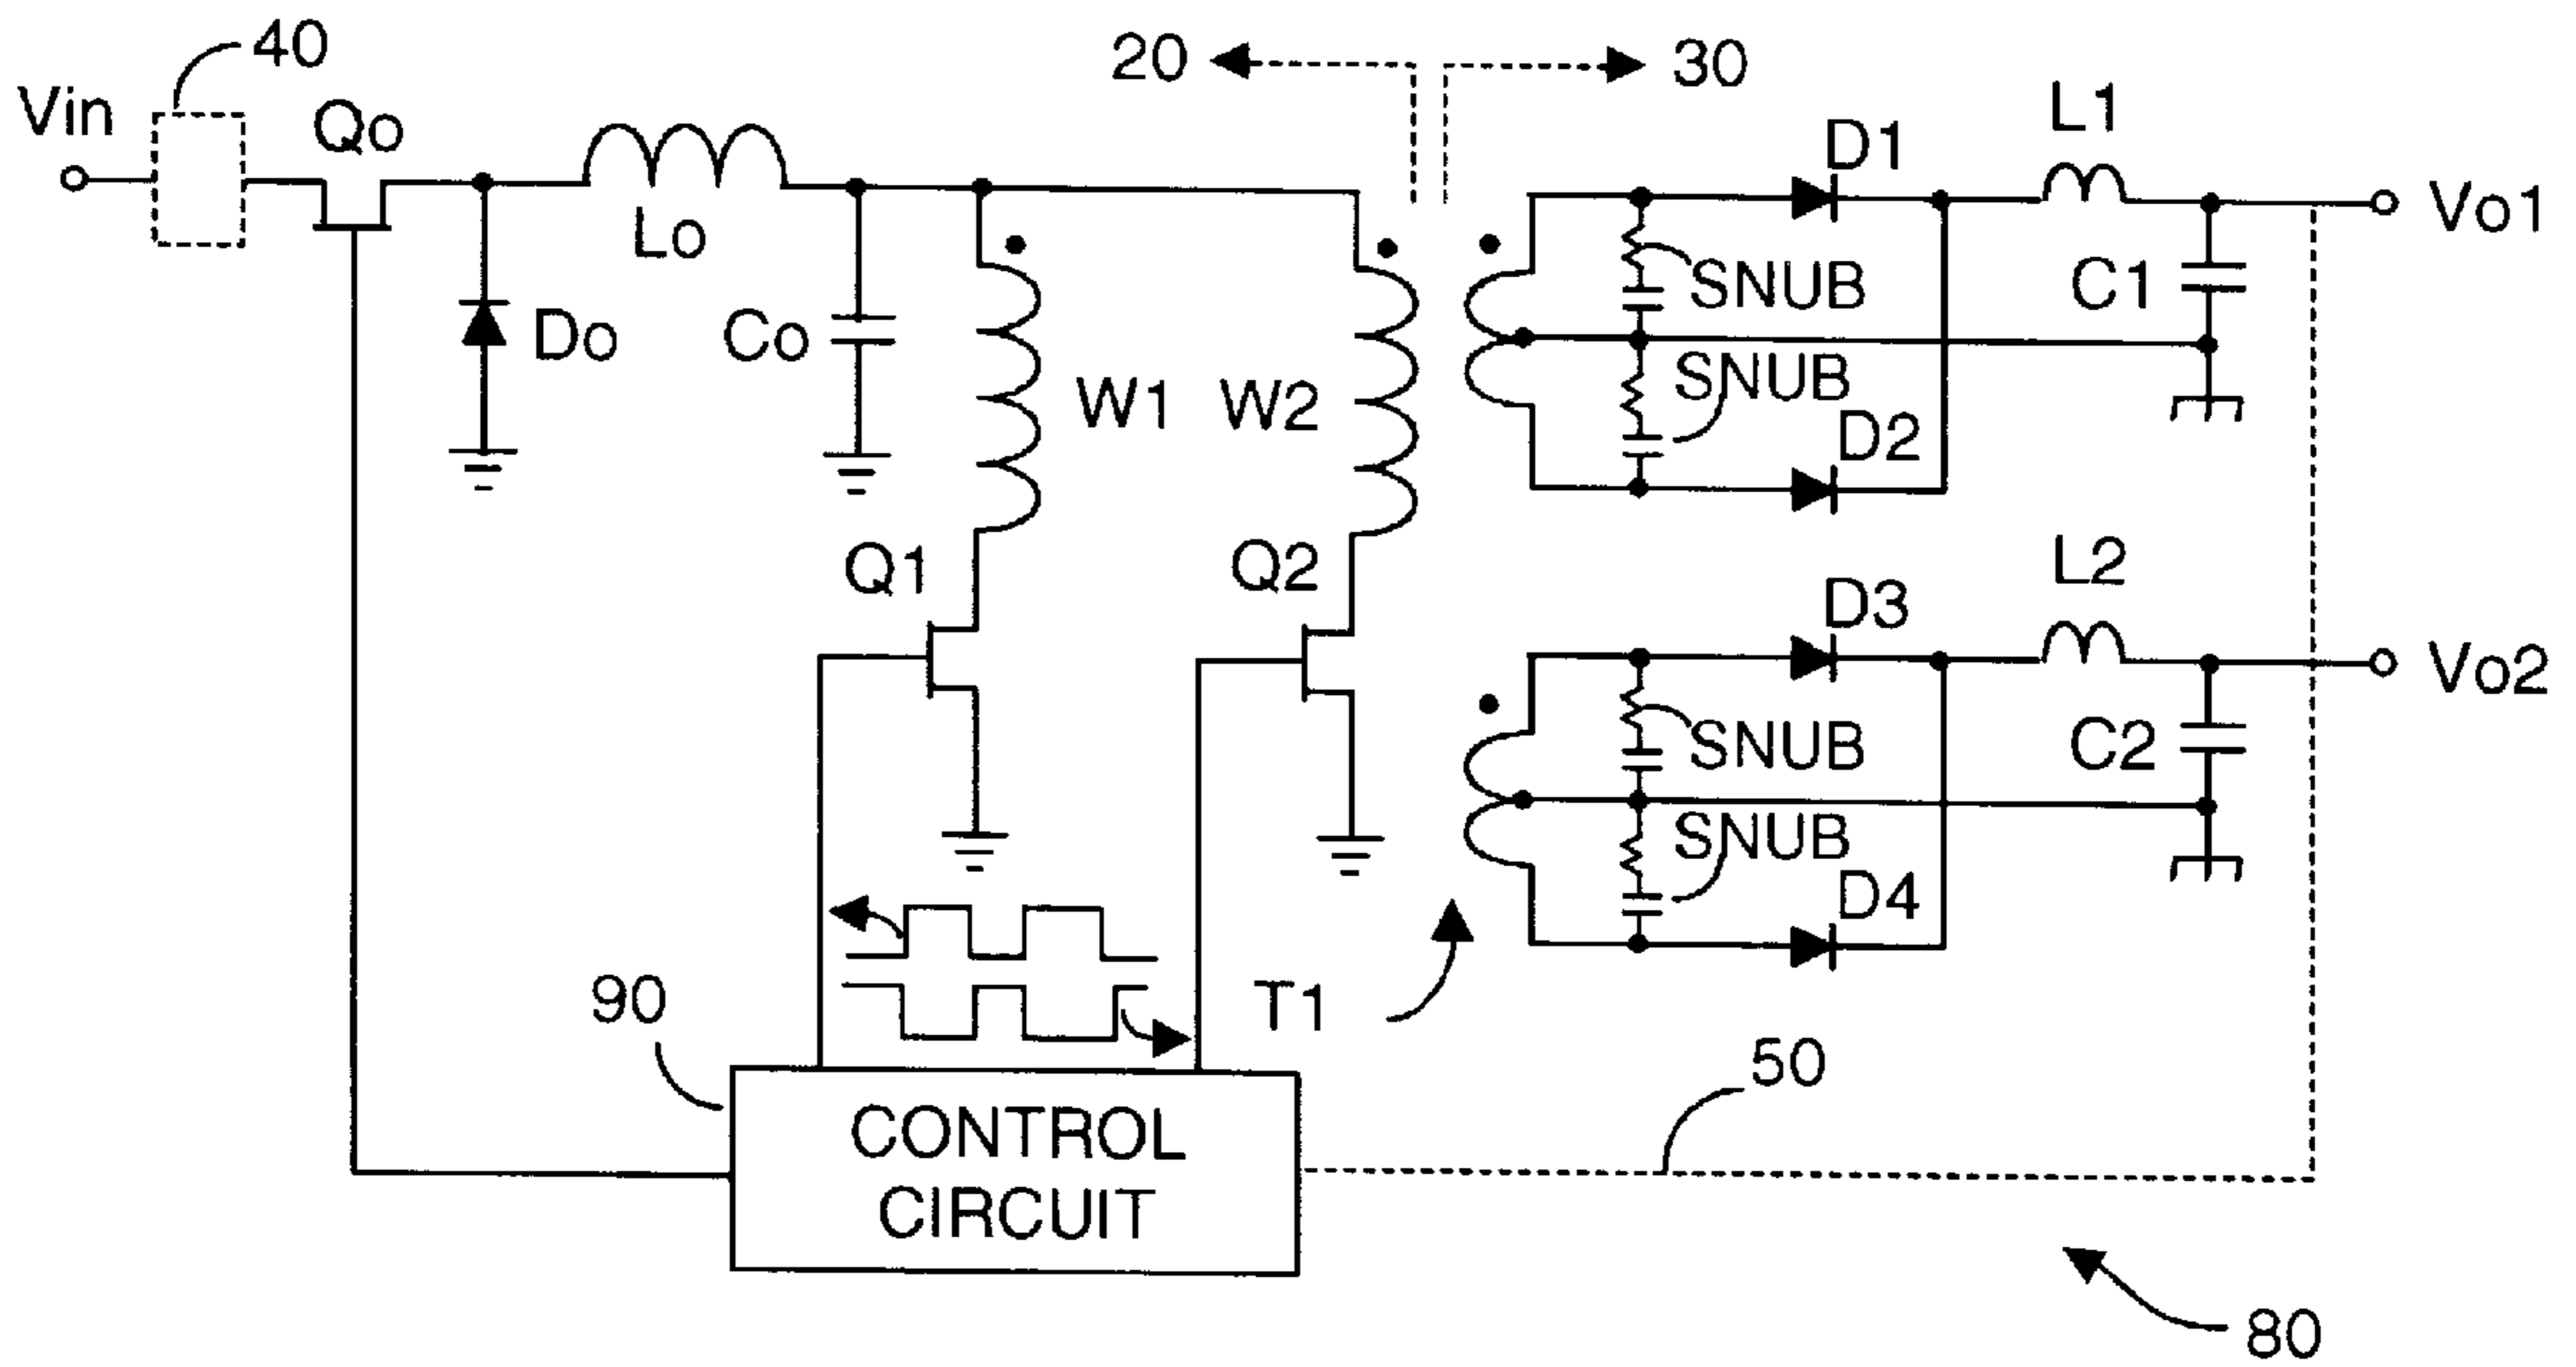 40
20
30
Vin
Qo
L1
D1
Vo1
Lo
SNUB
C1
Do
Co
SNUB
W1
W2
D2
Q1
Q2
L2
D3
Vo2
SNUB
C2
SNUB
D4
90
T1
50
CONTROL
CIRCUIT
80